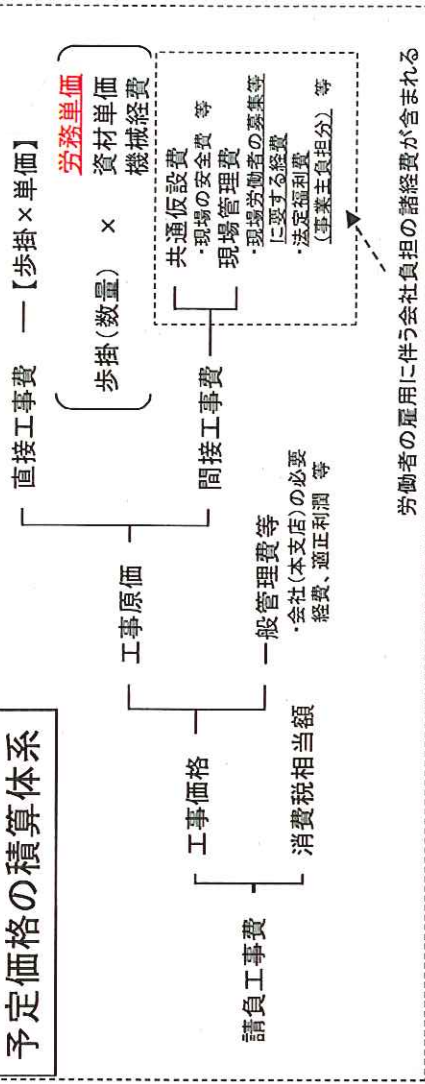 予定価格の積算体系
請負工事費
工事価格
消費税相当額
工事原価
一般管理費等
・会社(本支店)の必要
経費、適正利潤 等
直接工事費 ―【歩掛×単価】
歩掛(数量) ×
労務単価
資材単価
機械経費
間接工事費
共通仮設費
・現場の安全費 等
現場管理費
・現場労働者の募集等
に要する経費
・法定福利費
(事業主負担分) 等
労働者の雇用に伴う会社負担の諸経費が含まれる